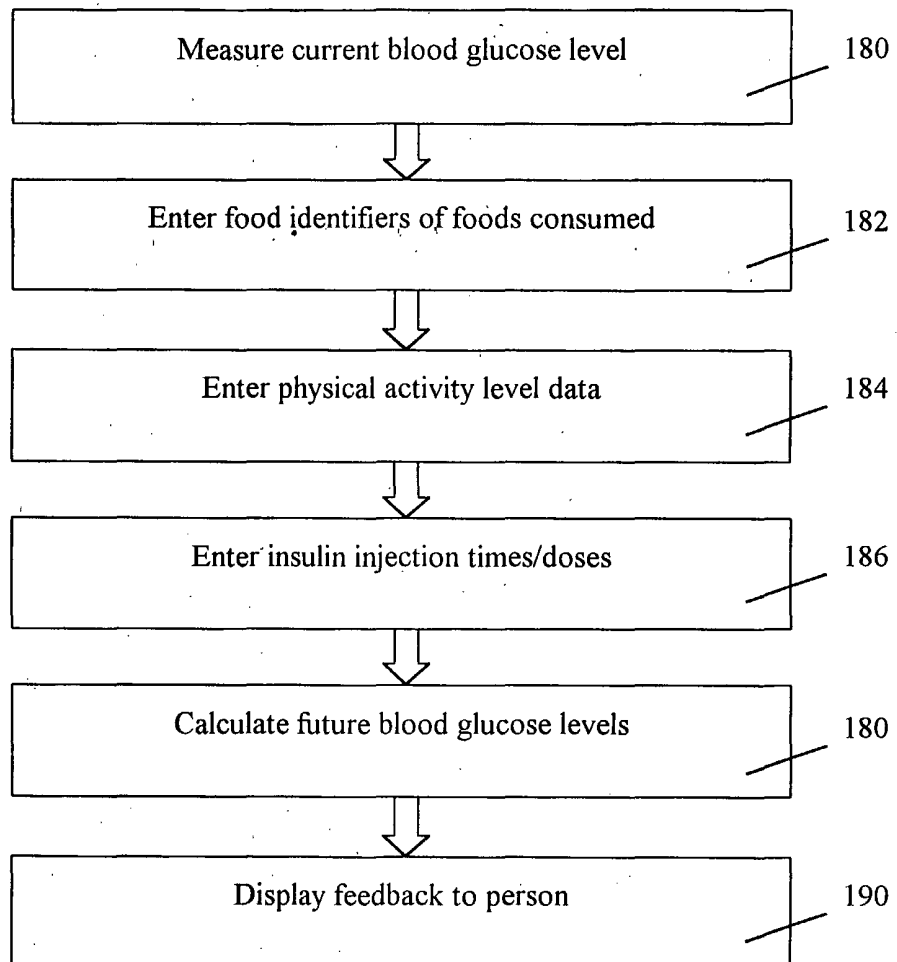 Measure current blood glucose level
180
Enter food identifiers of foods consumed
182
Enter physical activity level data
184
Enter insulin injection times/doses
186
Calculate future blood glucose levels
180
Display feedback to person
190